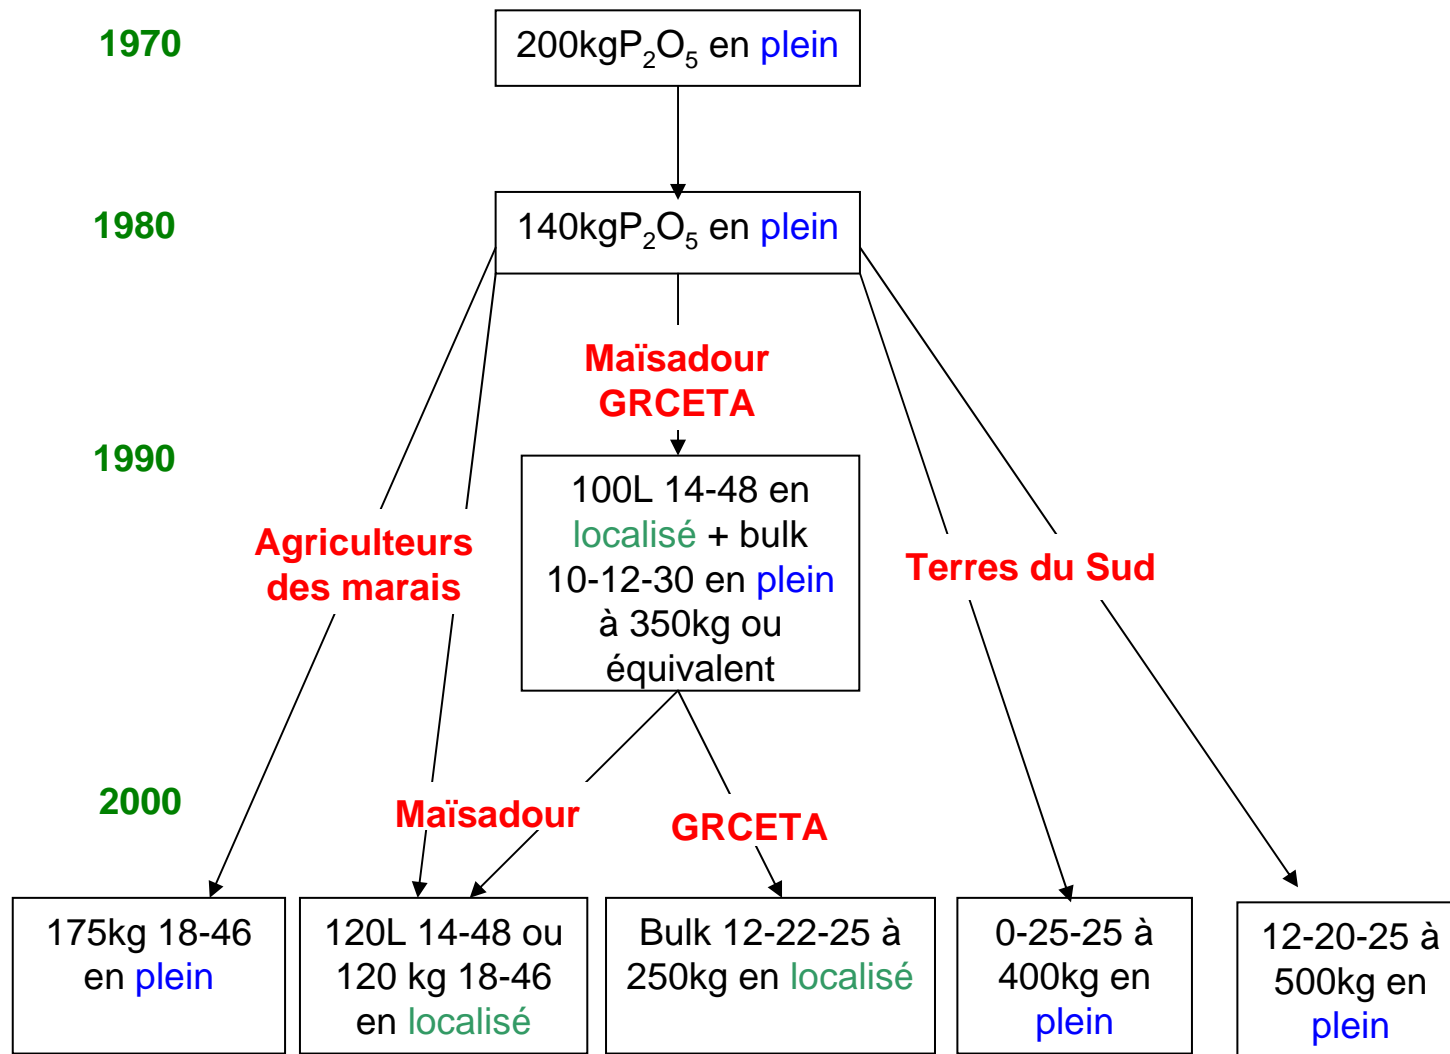 1970
200kgP₂O₅ en plein
1980
140kgP₂O₅ en plein
Maïsadour
GRCETA
1990
100L 14-48 en
localisé + bulk
10-12-30 en plein
à 350kg ou
équivalent
Agriculteurs
des marais
Terres du Sud
2000
Maïsadour
GRCETA
175kg 18-46
en plein
120L 14-48 ou
120 kg 18-46
en localisé
Bulk 12-22-25 à
250kg en localisé
0-25-25 à
400kg en
plein
12-20-25 à
500kg en
plein